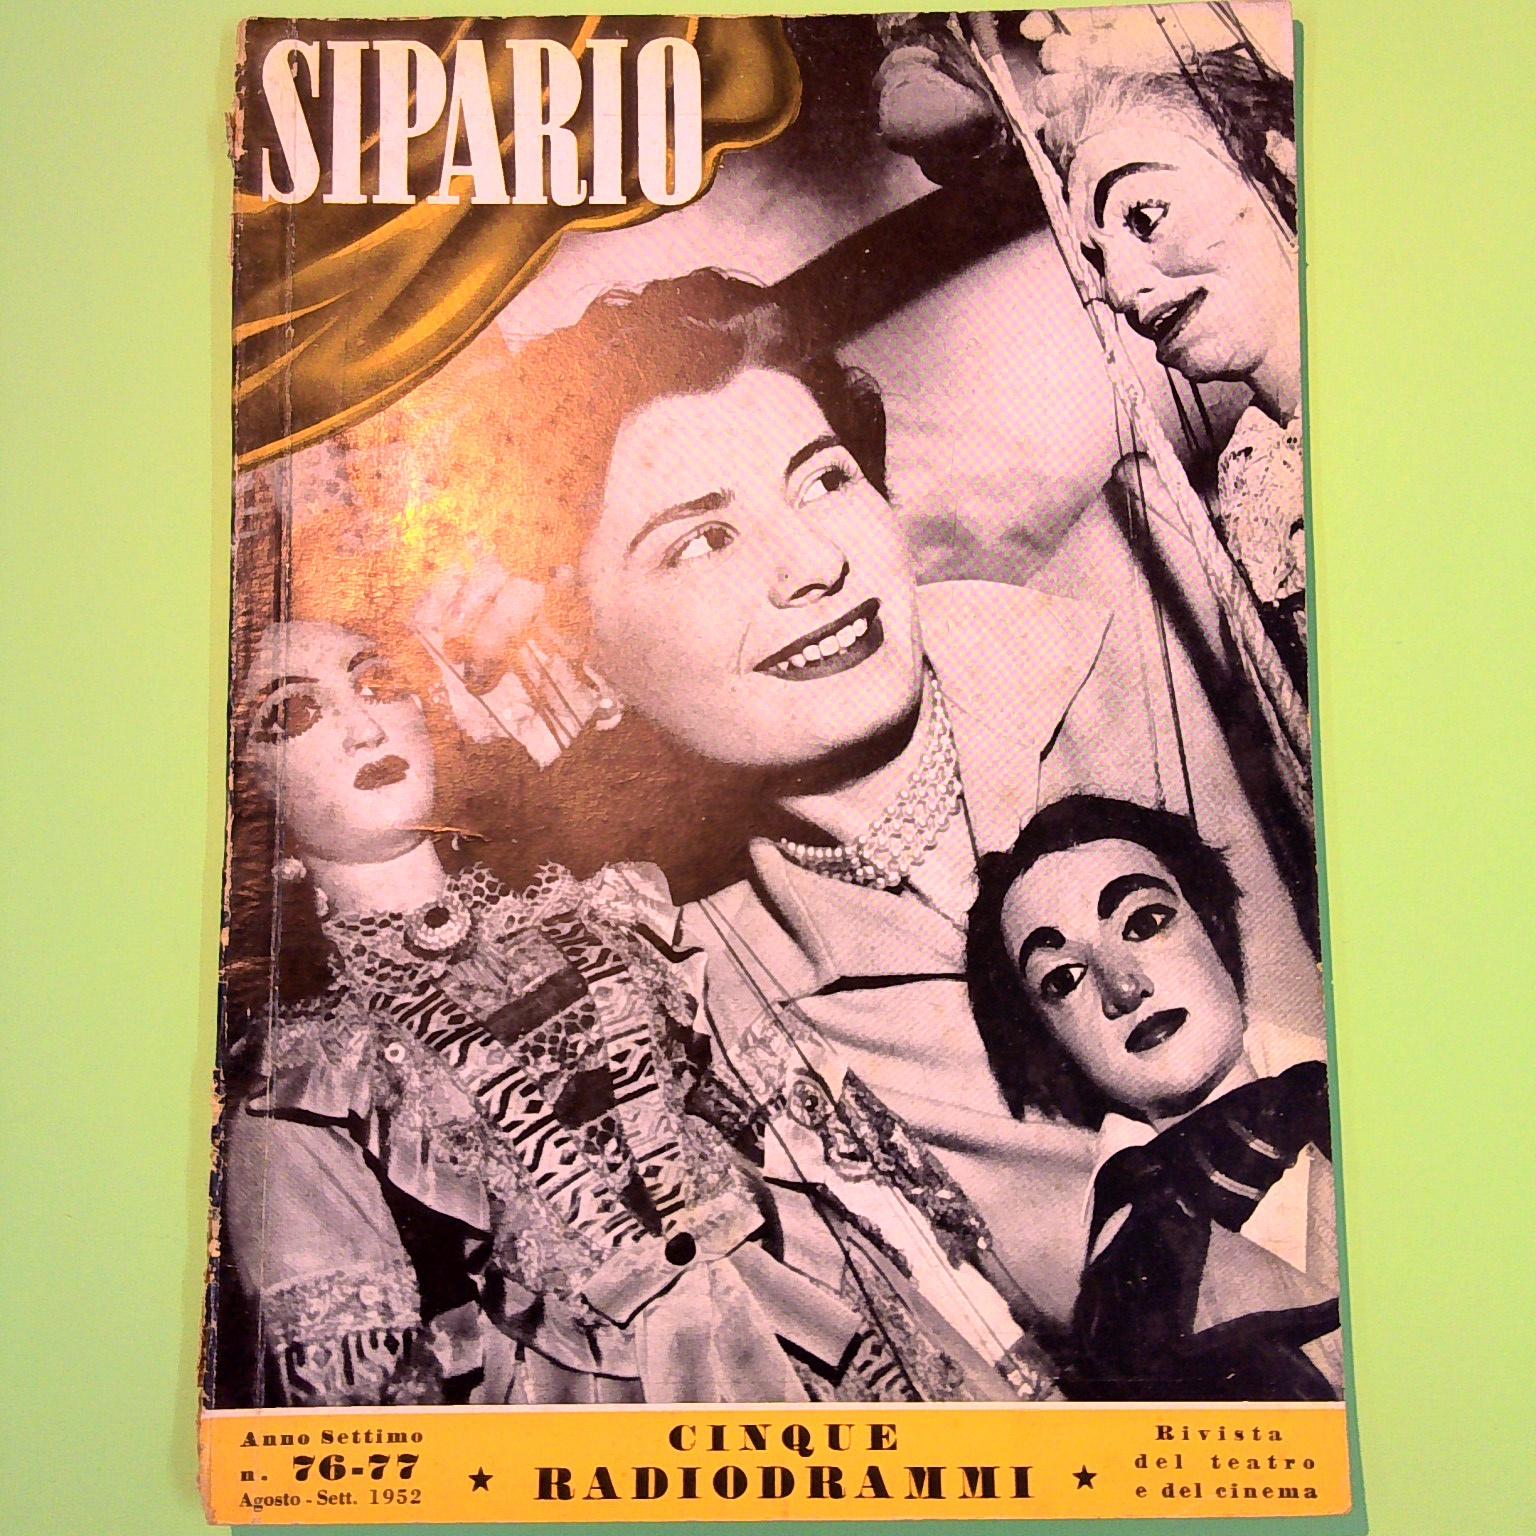 SIPARIO
Anno Settimo
n. 76-77
Agosto - Sett. 1952
★ CINQUE
RADIODRAMMI ★
Rivista
del teatro
e del cinema